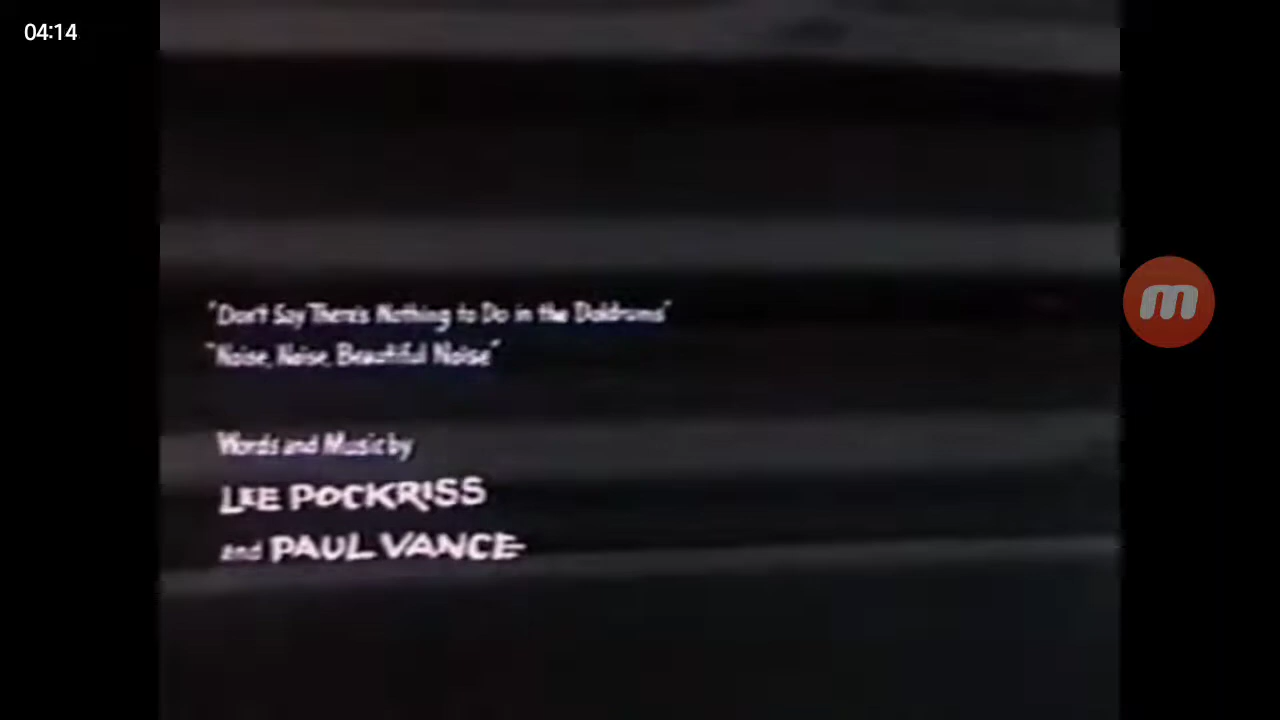 04:14
"Don't Say There's Nothing to Do in the Doldrums"
"Noise, Noise, Beautiful Noise"
Words and Music by
LEE POCKRISS
and PAUL VANCE